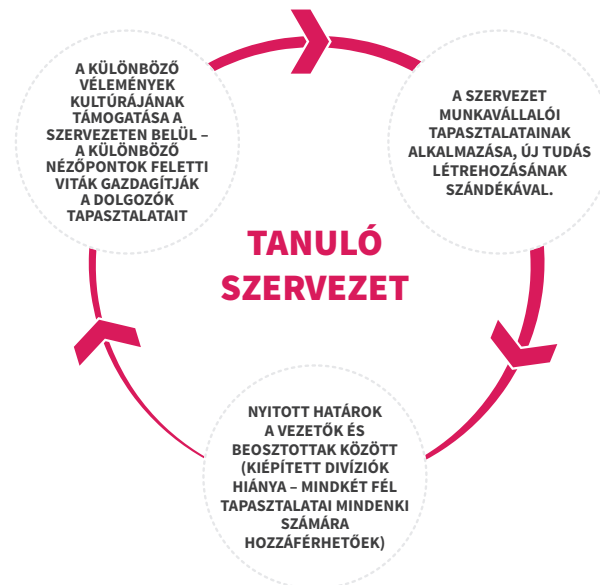 A KÜLÖNBÖZŐ
VÉLEMÉNYEK
KULTÚRÁJÁNAK
TÁMOGATÁSA A
SZERVEZETEN BELÜL –
A KÜLÖNBÖZŐ
NÉZŐPONTOK FELETTI
VITÁK GAZDAGÍTJÁK
A DOLGOZÓK
TAPASZTALATAIT
A SZERVEZET
MUNKAVÁLLALÓI
TAPASZTALATAINAK
ALKALMAZÁSA, ÚJ TUDÁS
LÉTREHOZÁSÁNAK
SZÁNDÉKÁVAL.
TANULÓ
SZERVEZET
NYITOTT HATÁROK
A VEZETŐK ÉS
BEOSZTOTTAK KÖZÖTT
(KIÉPÍTETT DIVÍZIÓK
HIÁNYA – MINDKÉT FÉL
TAPASZTALATAI MINDENKI
SZÁMÁRA
HOZZÁFÉRHETŐEK)